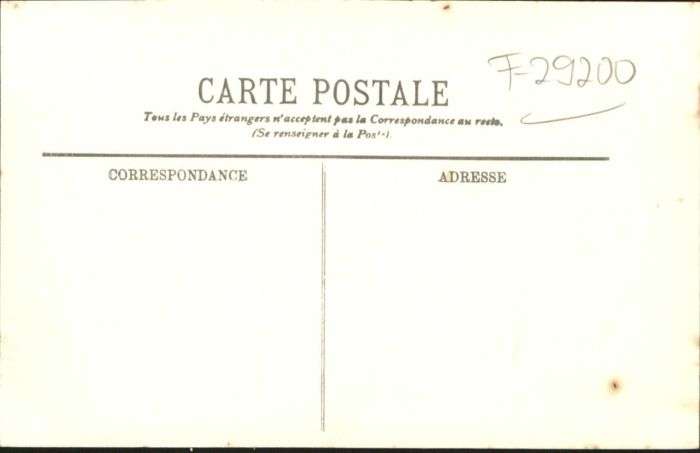 F-29200
CARTE POSTALE
Tous les Pays étrangers n'acceptent pas la Correspondance au recto.
(Se renseigner à la Poste).
CORRESPONDANCE
ADRESSE